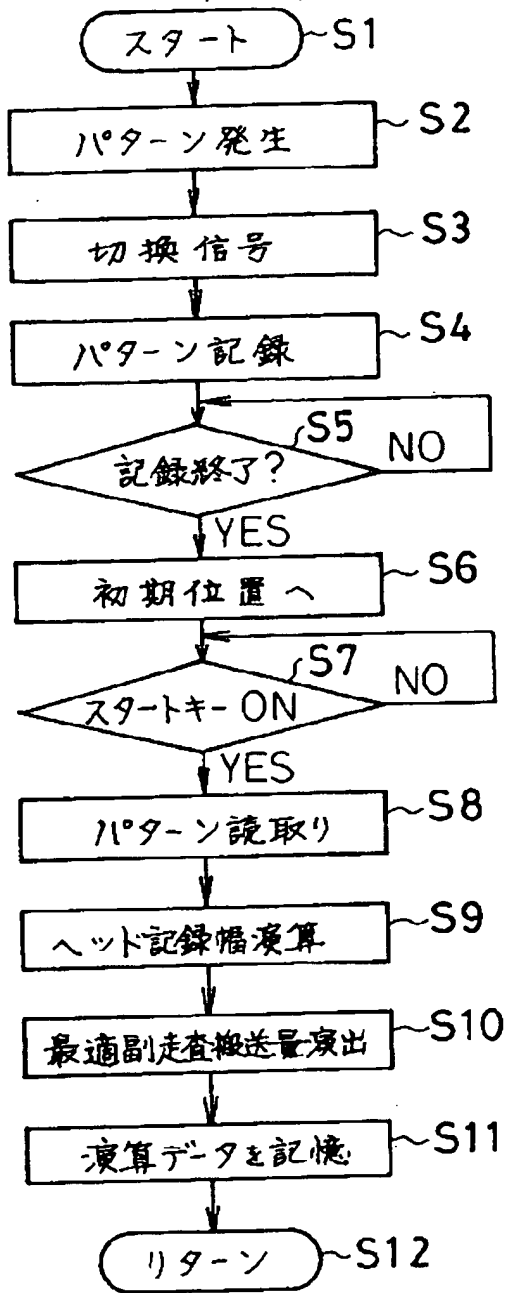 スタート S1
パターン発生 S2
切換信号 S3
パターン記録 S4
S5
記録終了? NO
YES
初期位置へ S6
S7
スタートキーON NO
YES
パターン読取り S8
ヘッド記録幅演算 S9
最適副走査搬送量演出 S10
演算データを記憶 S11
リターン S12